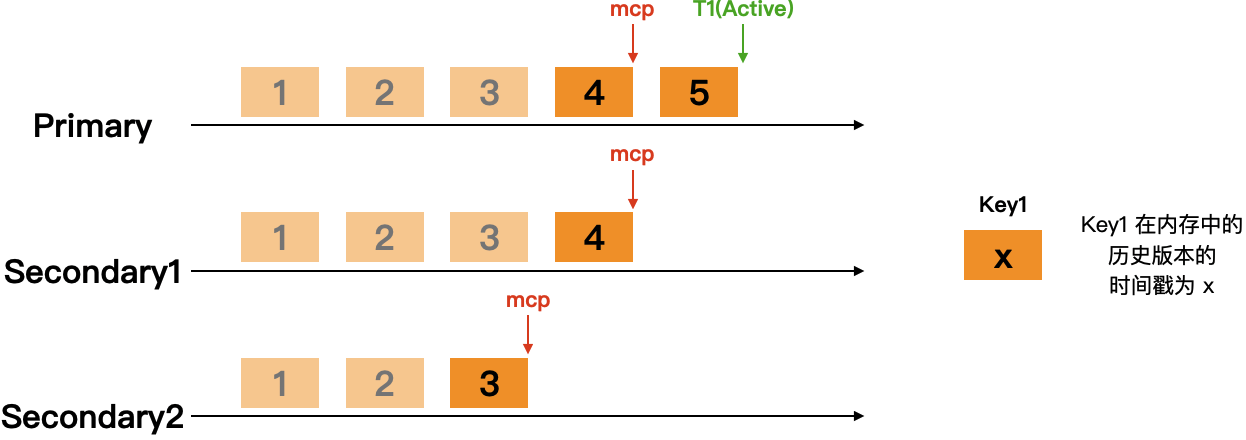 mcp T1(Active)
1 2 3 4 5
Primary
mcp
1 2 3 4
Secondary1
mcp
1 2 3
Secondary2
Key1
x
Key1 在内存中的
历史版本的
时间戳为 x